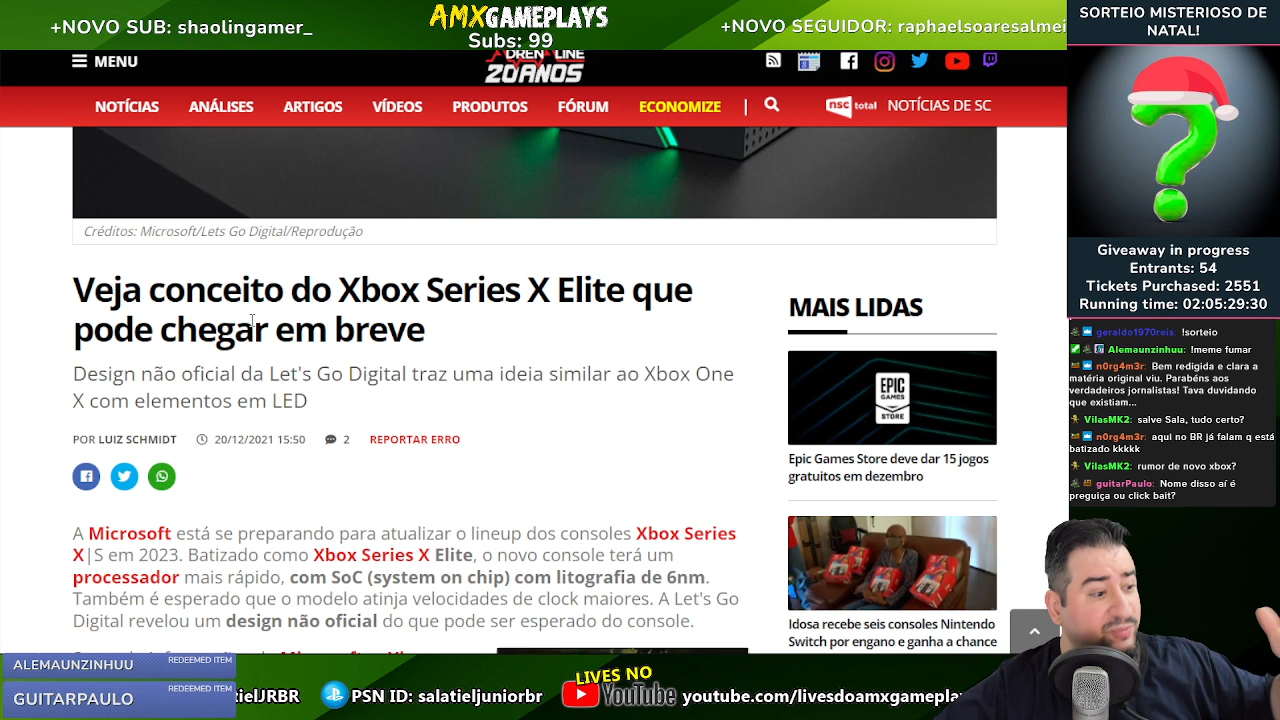 +NOVO SUB: shaolingamer_
AMXGAMEPLAYS
Subs: 99
+NOVO SEGUIDOR: raphaelsoaresalmei
SORTEIO MISTERIOSO DE
NATAL!
MENU
ADRENALINE
20 ANOS
NOTÍCIAS
ANÁLISES
ARTIGOS
VÍDEOS
PRODUTOS
FÓRUM
ECONOMIZE
nsc total
NOTÍCIAS DE SC
Créditos: Microsoft/Lets Go Digital/Reprodução
Veja conceito do Xbox Series X Elite que
pode chegar em breve
Design não oficial da Let's Go Digital traz uma ideia similar ao Xbox One
X com elementos em LED
POR LUIZ SCHMIDT
20/12/2021 15:50
2
REPORTAR ERRO
A Microsoft está se preparando para atualizar o lineup dos consoles Xbox Series
X|S em 2023. Batizado como Xbox Series X Elite, o novo console terá um
processador mais rápido, com SoC (system on chip) com litografia de 6nm.
Também é esperado que o modelo atinja velocidades de clock maiores. A Let's Go
Digital revelou um design não oficial do que pode ser esperado do console.
MAIS LIDAS
EPIC
GAMES
STORE
Epic Games Store deve dar 15 jogos
gratuitos em dezembro
Idosa recebe seis consoles Nintendo
Switch por engano e ganha a chance
Giveaway in progress
Entrants: 54
Tickets Purchased: 2551
Running time: 02:05:29:30
geraldo1970reis: !sorteio
Alemaunzinhuu: !meme fumar
n0rg4m3r: Bem redigida e clara a
matéria original viu. Parabéns aos
verdadeiros jornalistas! Tava duvidando
que existiam...
VilasMK2: salve Sala, tudo certo?
n0rg4m3r: aqui no BR já falam q está
batizado kkkkk
VilasMK2: rumor de novo xbox?
guitarPaulo: Nome disso aí é
preguiça ou click bait?
ALEMAUNZINHUU
REDEEMED ITEM
GUITARPAULO
REDEEMED ITEM
tielJRBR
PSN ID: salatieljuniorbr
LIVES NO
YouTube
youtube.com/livesdoamxgamepla